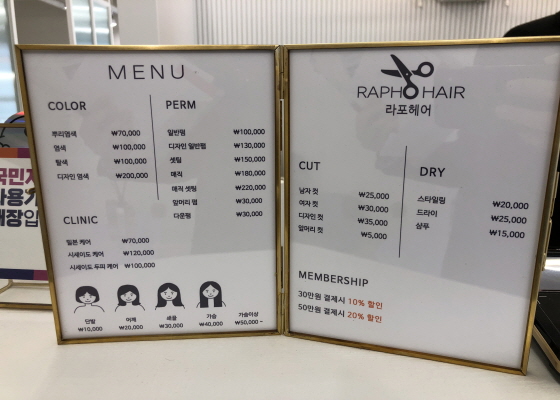 MENU
COLOR
뿌리염색 ₩70,000
염색 ₩100,000
탈색 ₩100,000
디자인 염색 ₩200,000
PERM
일반펌 ₩100,000
디자인 일반펌 ₩130,000
셋팅 ₩150,000
매직 ₩180,000
매직 셋팅 ₩220,000
앞머리 펌 ₩30,000
다운펌 ₩30,000
CLINIC
일본 케어 ₩70,000
시세이도 케어 ₩120,000
시세이도 두피 케어 ₩100,000
단발 어깨 쇄골 가슴 가슴이상
₩10,000 ₩20,000 ₩30,000 ₩40,000 ₩50,000 ~
RAPHO HAIR
라포헤어
CUT
남자 컷 ₩25,000
여자 컷 ₩30,000
디자인 컷 ₩35,000
앞머리 컷 ₩5,000
DRY
스타일링 ₩20,000
드라이 ₩25,000
샴푸 ₩15,000
MEMBERSHIP
30만원 결제시 10% 할인
50만원 결제시 20% 할인